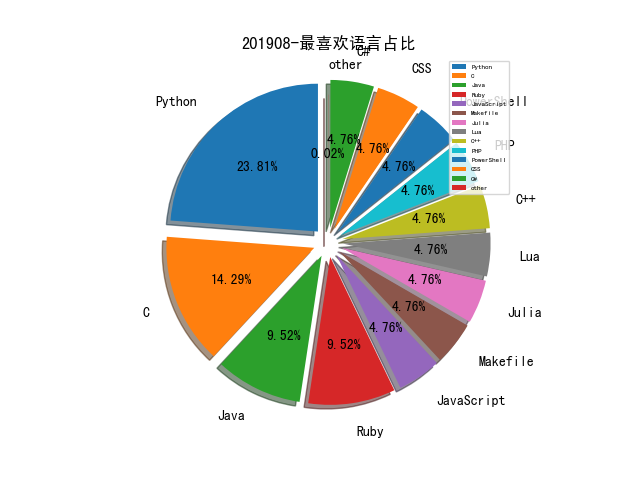 201908-最喜欢语言占比
Python
C
Java
Ruby
JavaScript
Makefile
Julia
Lua
C++
PHP
PowerShell
CSS
C#
other
23.81%
14.29%
9.52%
9.52%
4.76%
4.76%
4.76%
4.76%
4.76%
4.76%
4.76%
4.76%
4.76%
0.02%
Python
C
Java
Ruby
JavaScript
Makefile
Julia
Lua
C++
PHP
PowerShell
CSS
C#
other